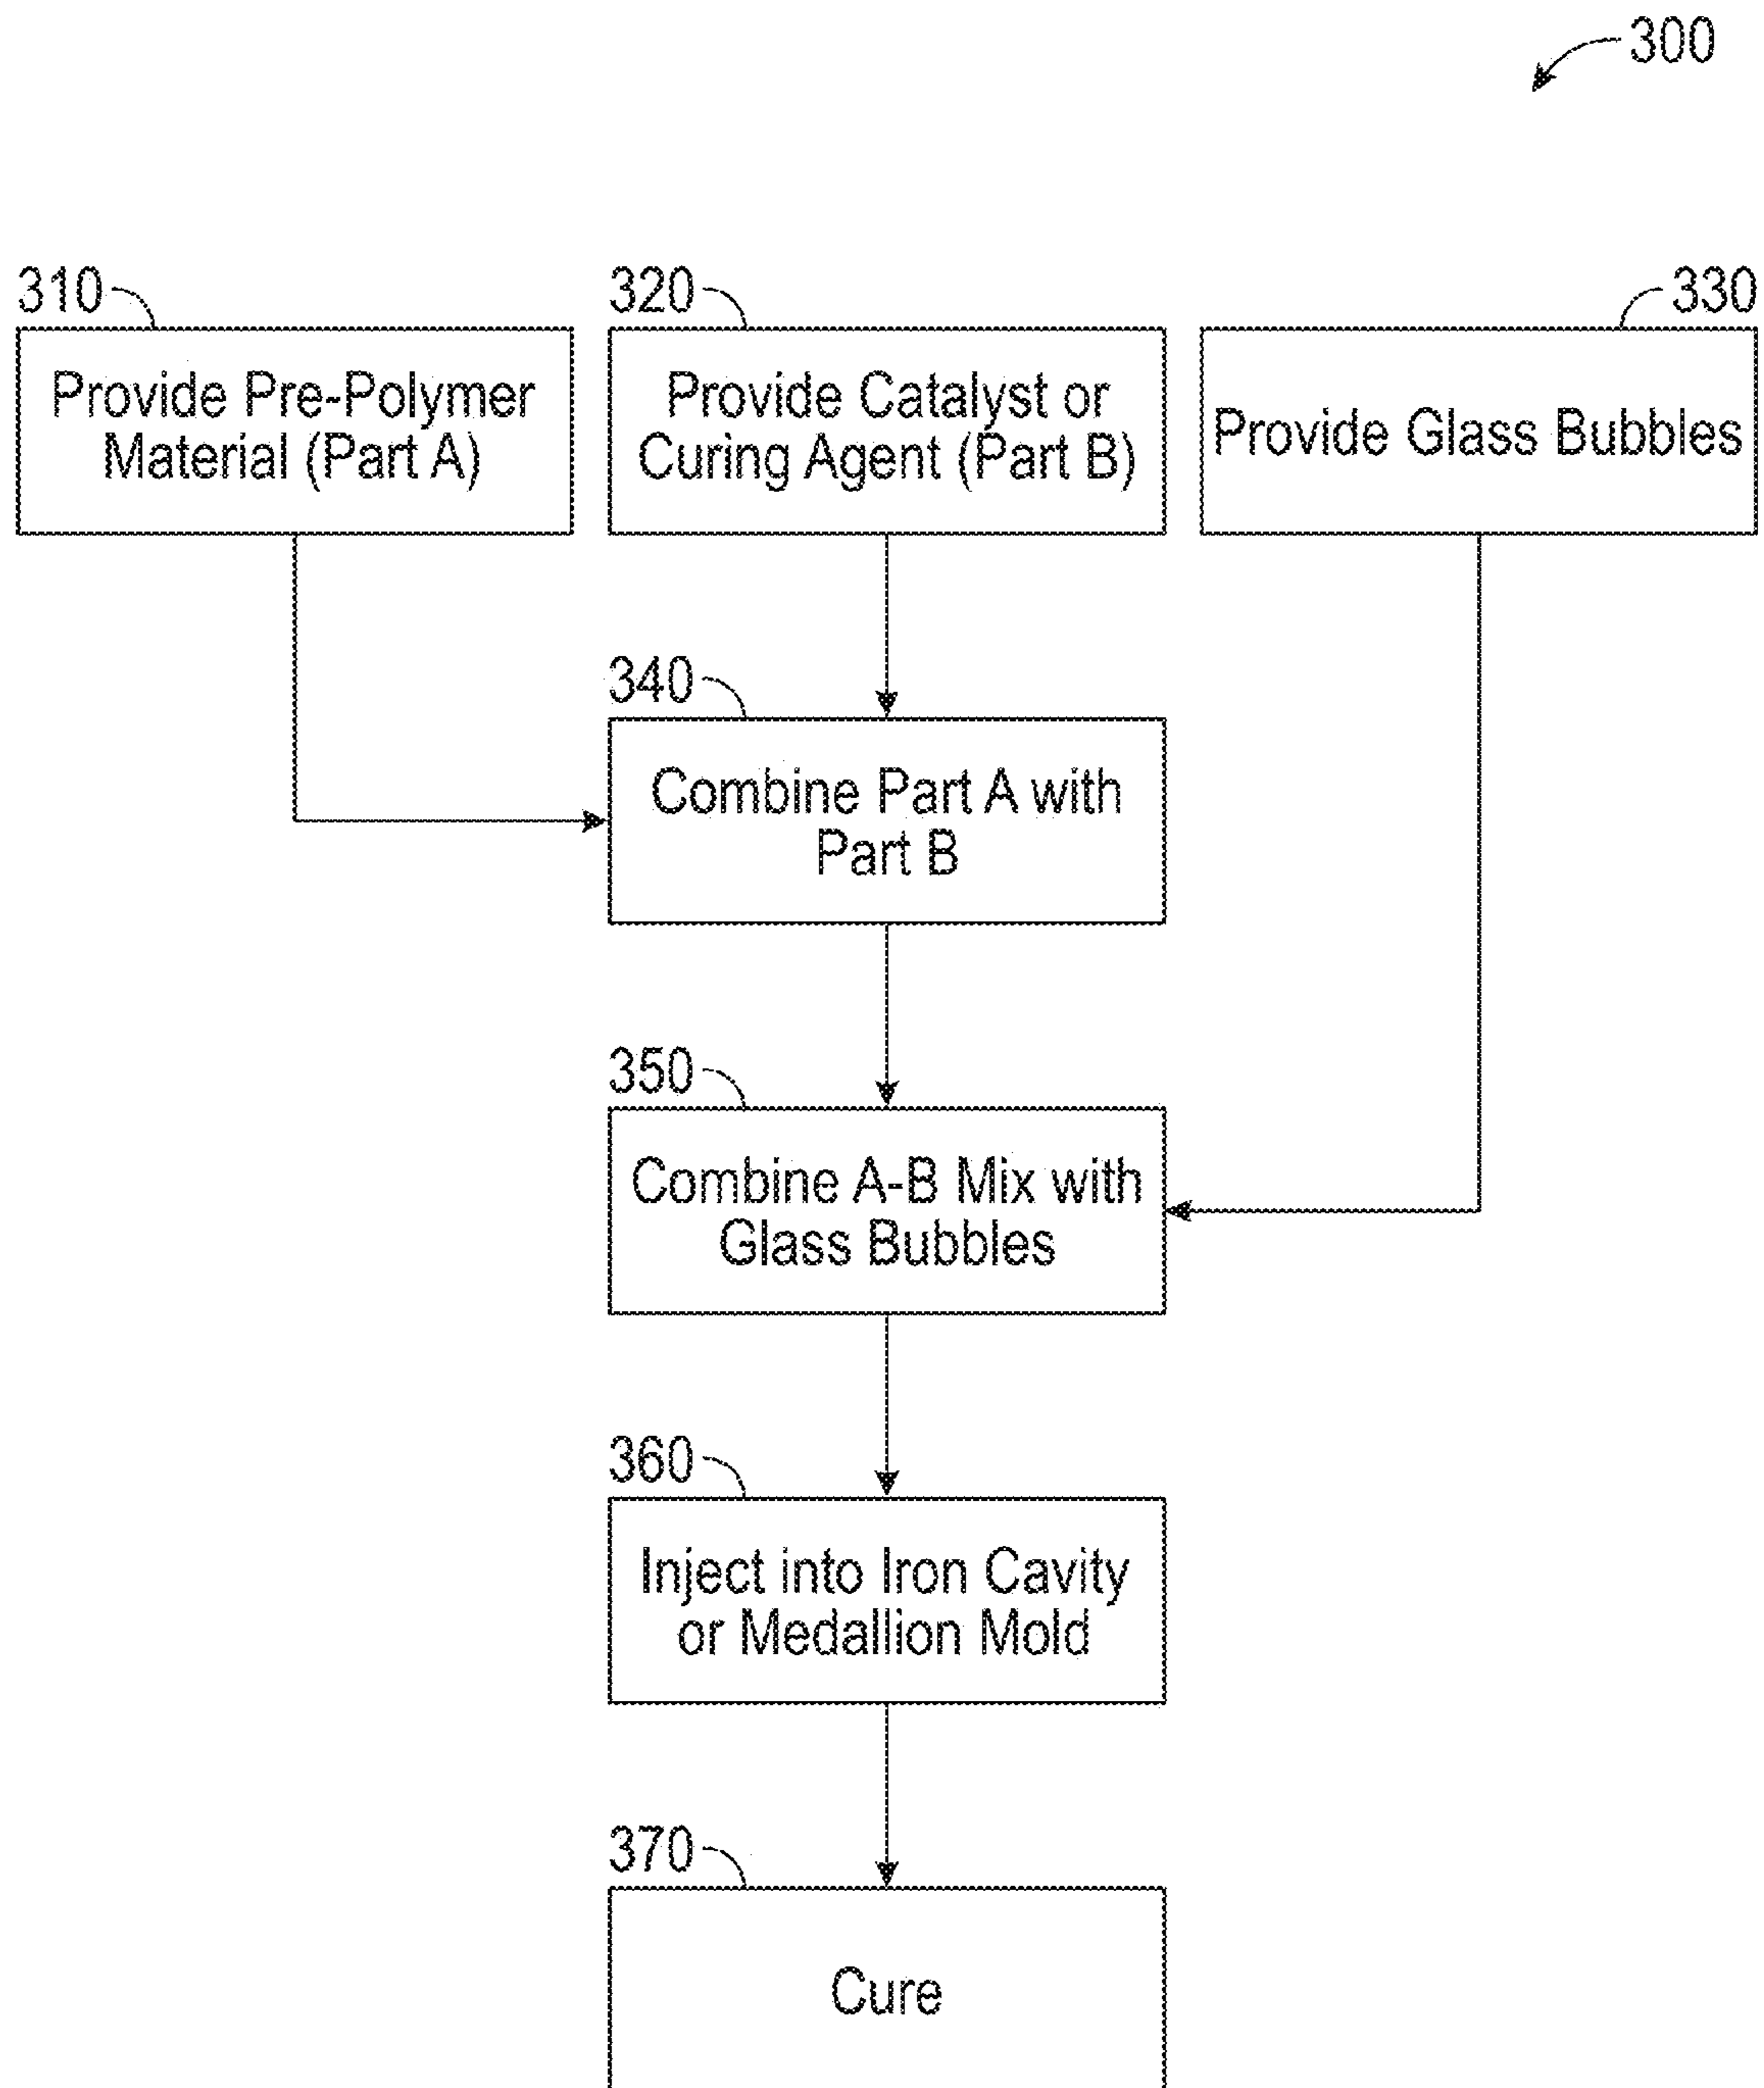 300
310
Provide Pre-Polymer
Material (Part A)
320
Provide Catalyst or
Curing Agent (Part B)
330
Provide Glass Bubbles
340
Combine Part A with
Part B
350
Combine A-B Mix with
Glass Bubbles
360
Inject into Iron Cavity
or Medallion Mold
370
Cure